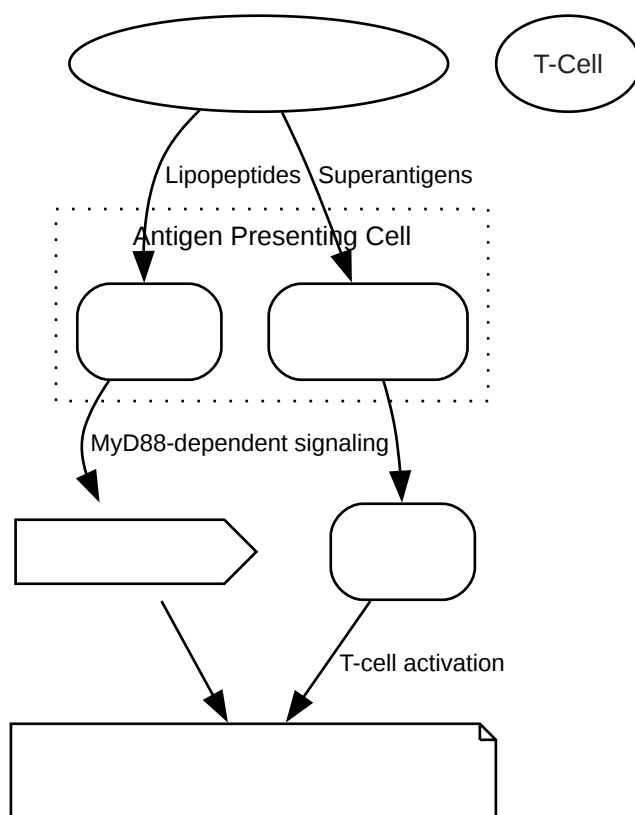 T-Cell
Lipopeptides
Superantigens
Antigen Presenting Cell
MyD88-dependent signaling
T-cell activation